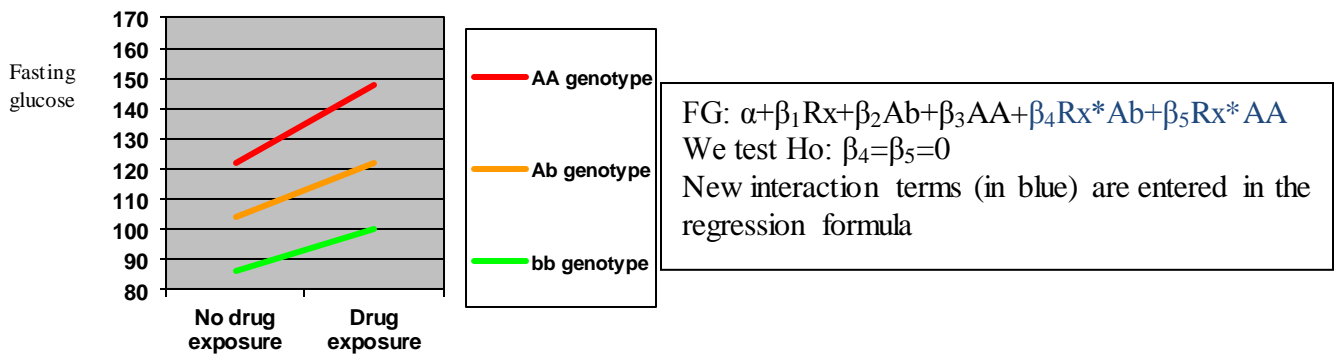 Fasting
glucose
170
160
150
140
130
120
110
100
90
80
No drug
exposure
Drug
exposure
AA genotype
Ab genotype
bb genotype
FG: α+β₁Rx+β₂Ab+β₃AA+β₄Rx*Ab+β₅Rx*AA
We test Ho: β₄=β₅=0
New interaction terms (in blue) are entered in the
regression formula